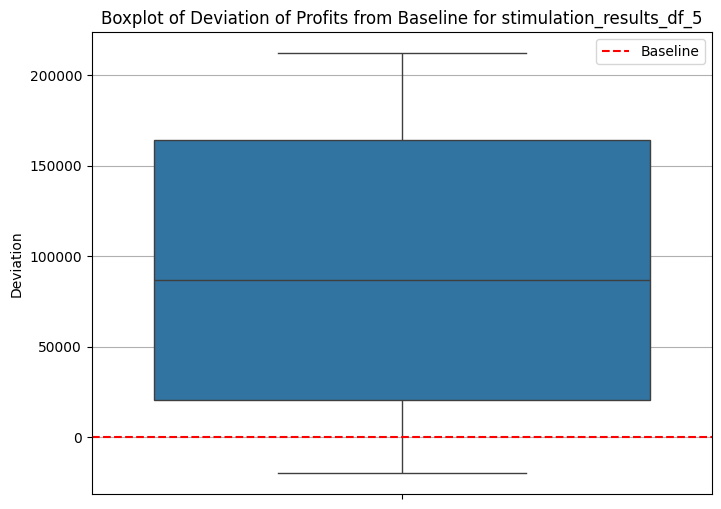 Boxplot of Deviation of Profits from Baseline for stimulation_results_df_5
Baseline
200000
150000
100000
50000
0
Deviation